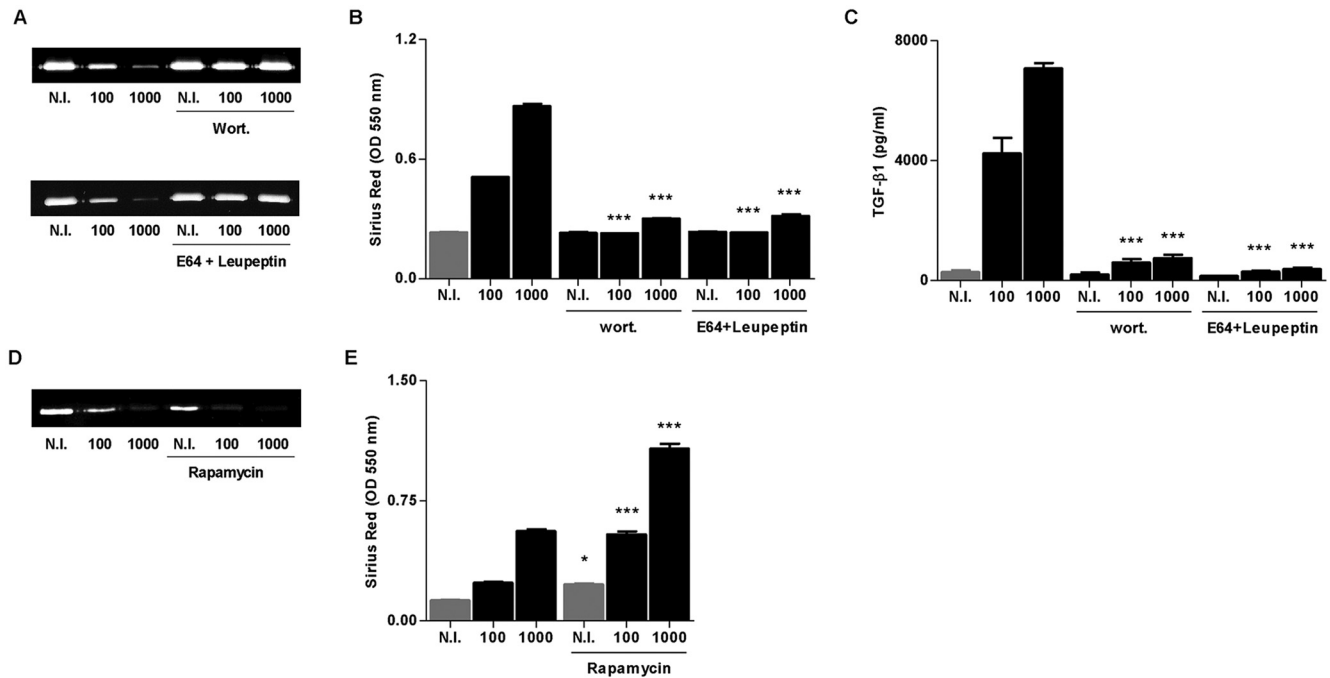 A
N.I. 100 1000 N.I. 100 1000
Wort.
N.I. 100 1000 N.I. 100 1000
E64 + Leupeptin
B
Sirius Red (OD 550 nm)
1.2
0.6
0.0
*** *** *** ***
N.I. 100 1000 N.I. 100 1000 N.I. 100 1000
wort. E64+Leupeptin
C
TGF-β1 (pg/ml)
8000
4000
0
*** *** *** ***
N.I. 100 1000 N.I. 100 1000 N.I. 100 1000
wort. E64+Leupeptin
D
N.I. 100 1000 N.I. 100 1000
Rapamycin
E
Sirius Red (OD 550 nm)
1.50
0.75
0.00
* *** ***
N.I. 100 1000 N.I. 100 1000
Rapamycin